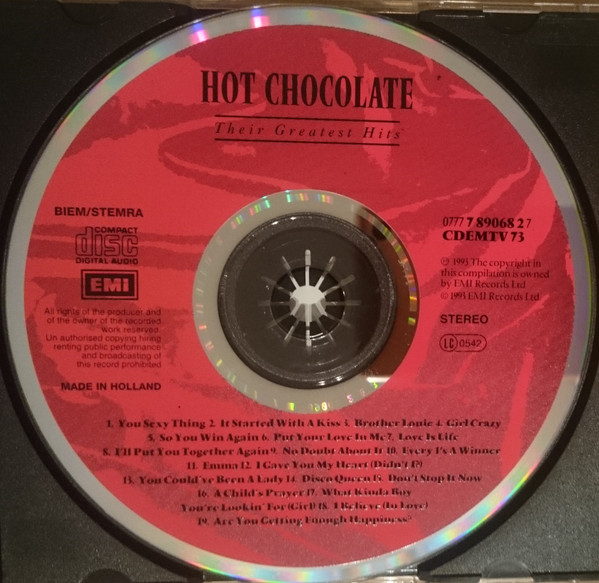 HOT CHOCOLATE
Their Greatest Hits
BIEM/STEMRA
COMPACT
disc
DIGITAL AUDIO
EMI
All rights of the producer and
of the owner of the recorded
work reserved.
Un authorised copying hiring
renting public performance
and broadcasting of
this record prohibited
MADE IN HOLLAND
0777 7 89068 2 7
CDEMTV 73
℗ 1993 The copyright in
this compilation is owned
by EMI Records Ltd
© 1993 EMI Records Ltd.
STEREO
LC 0542
1. You Sexy Thing 2. It Started With A Kiss 3. Brother Louie 4. Girl Crazy
5. So You Win Again 6. Put Your Love In Me 7. Love Is Life
8. I'll Put You Together Again 9. No Doubt About It 10. Every 1's A Winner
11. Emma 12. I Gave You My Heart (Didn't I?)
13. You Could've Been A Lady 14. Disco Queen 15. Don't Stop It Now
16. A Child's Prayer 17. What Kinda Boy
You're Lookin' For (Girl) 18. I Believe (In Love)
19. Are You Getting Enough Happiness?